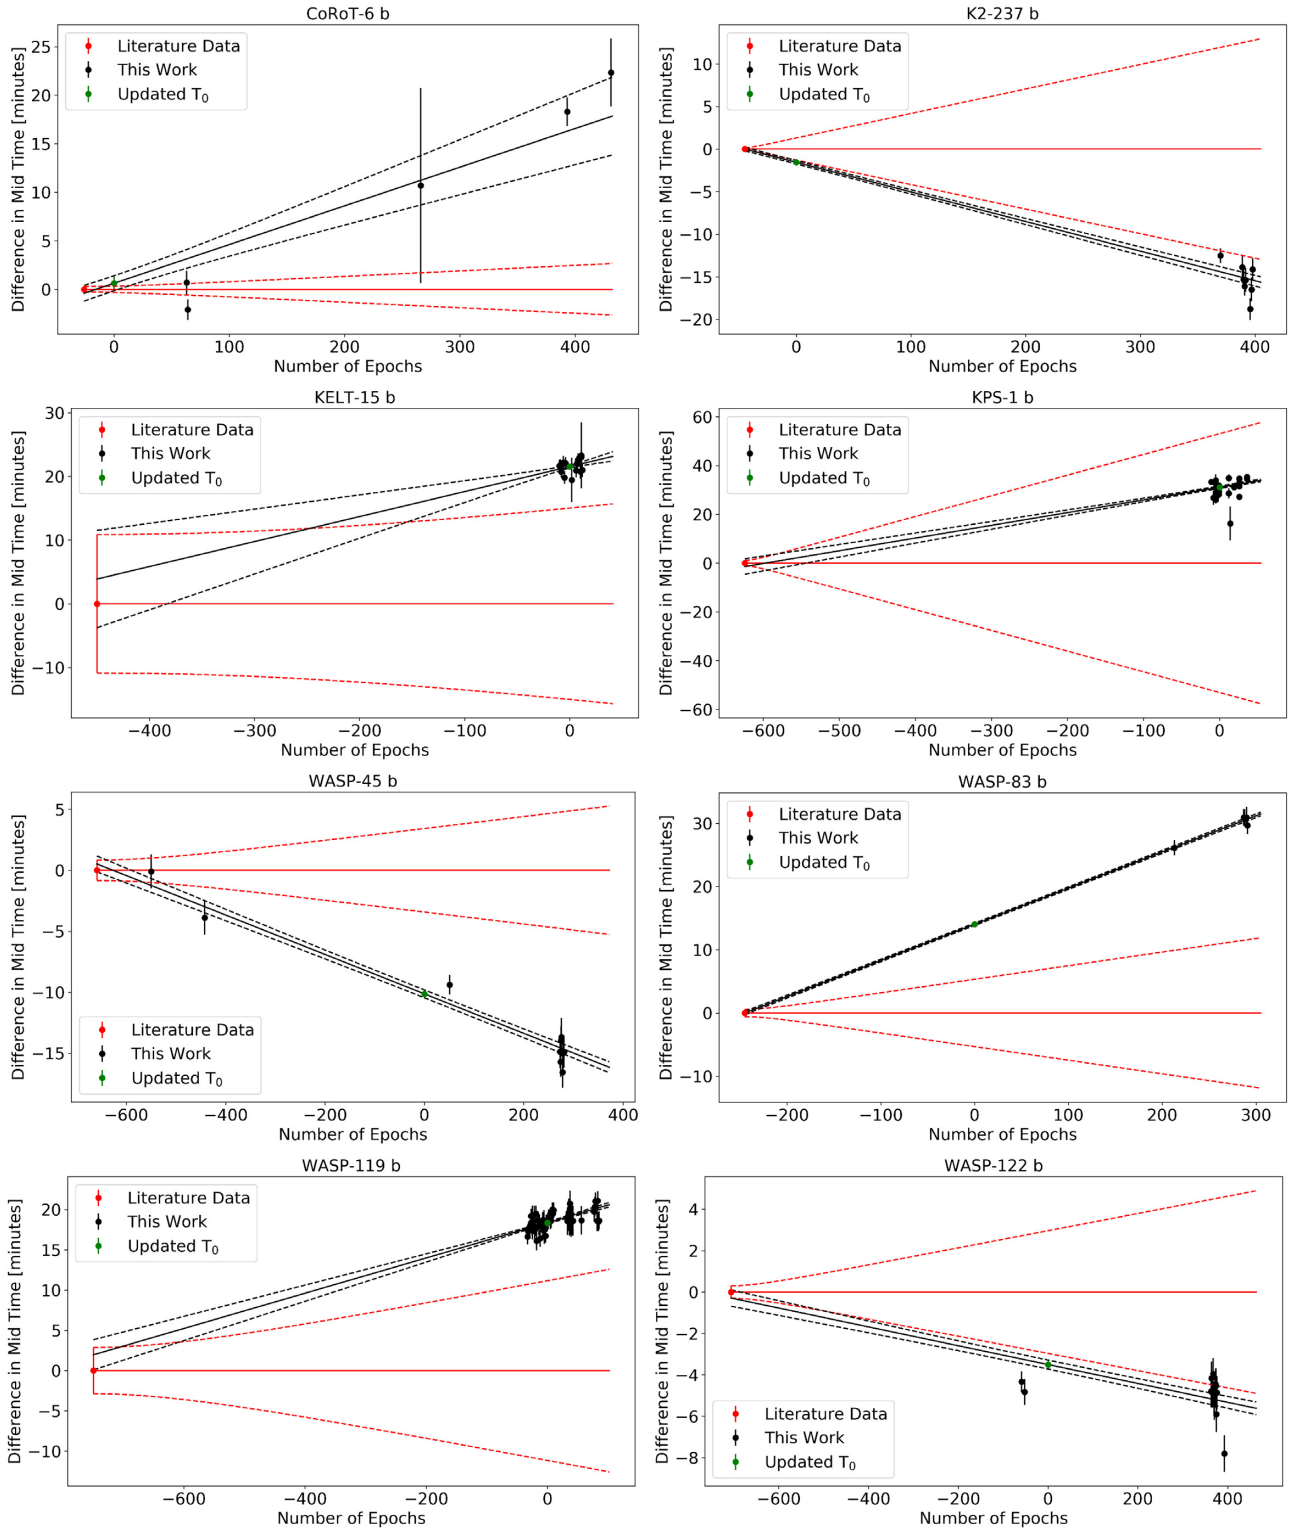 CoRoT-6 b
Difference in Mid Time [minutes]
25
20
15
10
5
0
Literature Data
This Work
Updated T₀
0
100
200
300
400
Number of Epochs
K2-237 b
Difference in Mid Time [minutes]
10
5
0
−5
−10
−15
−20
Literature Data
This Work
Updated T₀
0
100
200
300
400
Number of Epochs
KELT-15 b
Difference in Mid Time [minutes]
30
20
10
0
−10
Literature Data
This Work
Updated T₀
−400
−300
−200
−100
0
Number of Epochs
KPS-1 b
Difference in Mid Time [minutes]
60
40
20
0
−20
−40
−60
Literature Data
This Work
Updated T₀
−600
−500
−400
−300
−200
−100
0
Number of Epochs
WASP-45 b
Difference in Mid Time [minutes]
5
0
−5
−10
−15
Literature Data
This Work
Updated T₀
−600
−400
−200
0
200
400
Number of Epochs
WASP-83 b
Difference in Mid Time [minutes]
30
20
10
0
−10
Literature Data
This Work
Updated T₀
−200
−100
0
100
200
300
Number of Epochs
WASP-119 b
Difference in Mid Time [minutes]
20
15
10
5
0
−5
−10
Literature Data
This Work
Updated T₀
−600
−400
−200
0
Number of Epochs
WASP-122 b
Difference in Mid Time [minutes]
4
2
0
−2
−4
−6
−8
Literature Data
This Work
Updated T₀
−600
−400
−200
0
200
400
Number of Epochs